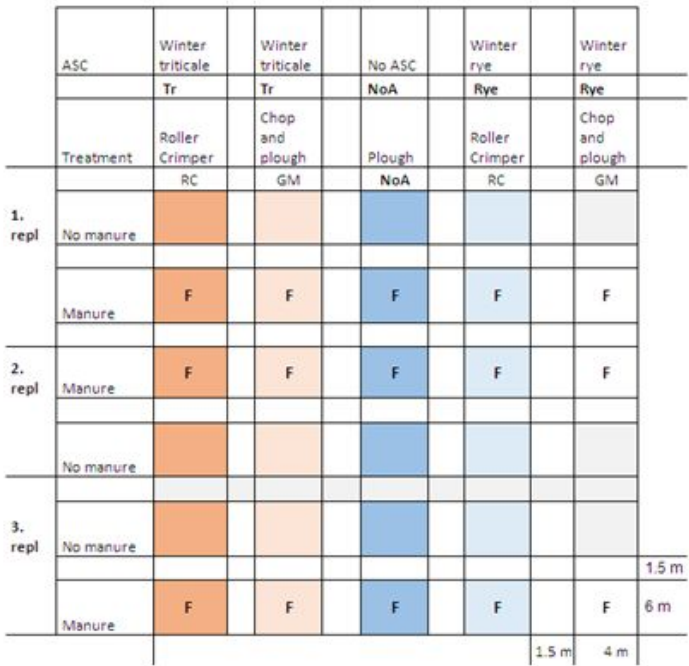 ASC Winter triticale Winter triticale No ASC Winter rye Winter rye
Tr Tr NoA Rye Rye
Treatment Roller Crimper Chop and plough Plough Roller Crimper Chop and plough
RC GM NoA RC GM
1. repl No manure
Manure F F F F F
2. repl Manure F F F F F
No manure
3. repl No manure
1.5 m
Manure F F F F F 6 m
1.5 m 4 m